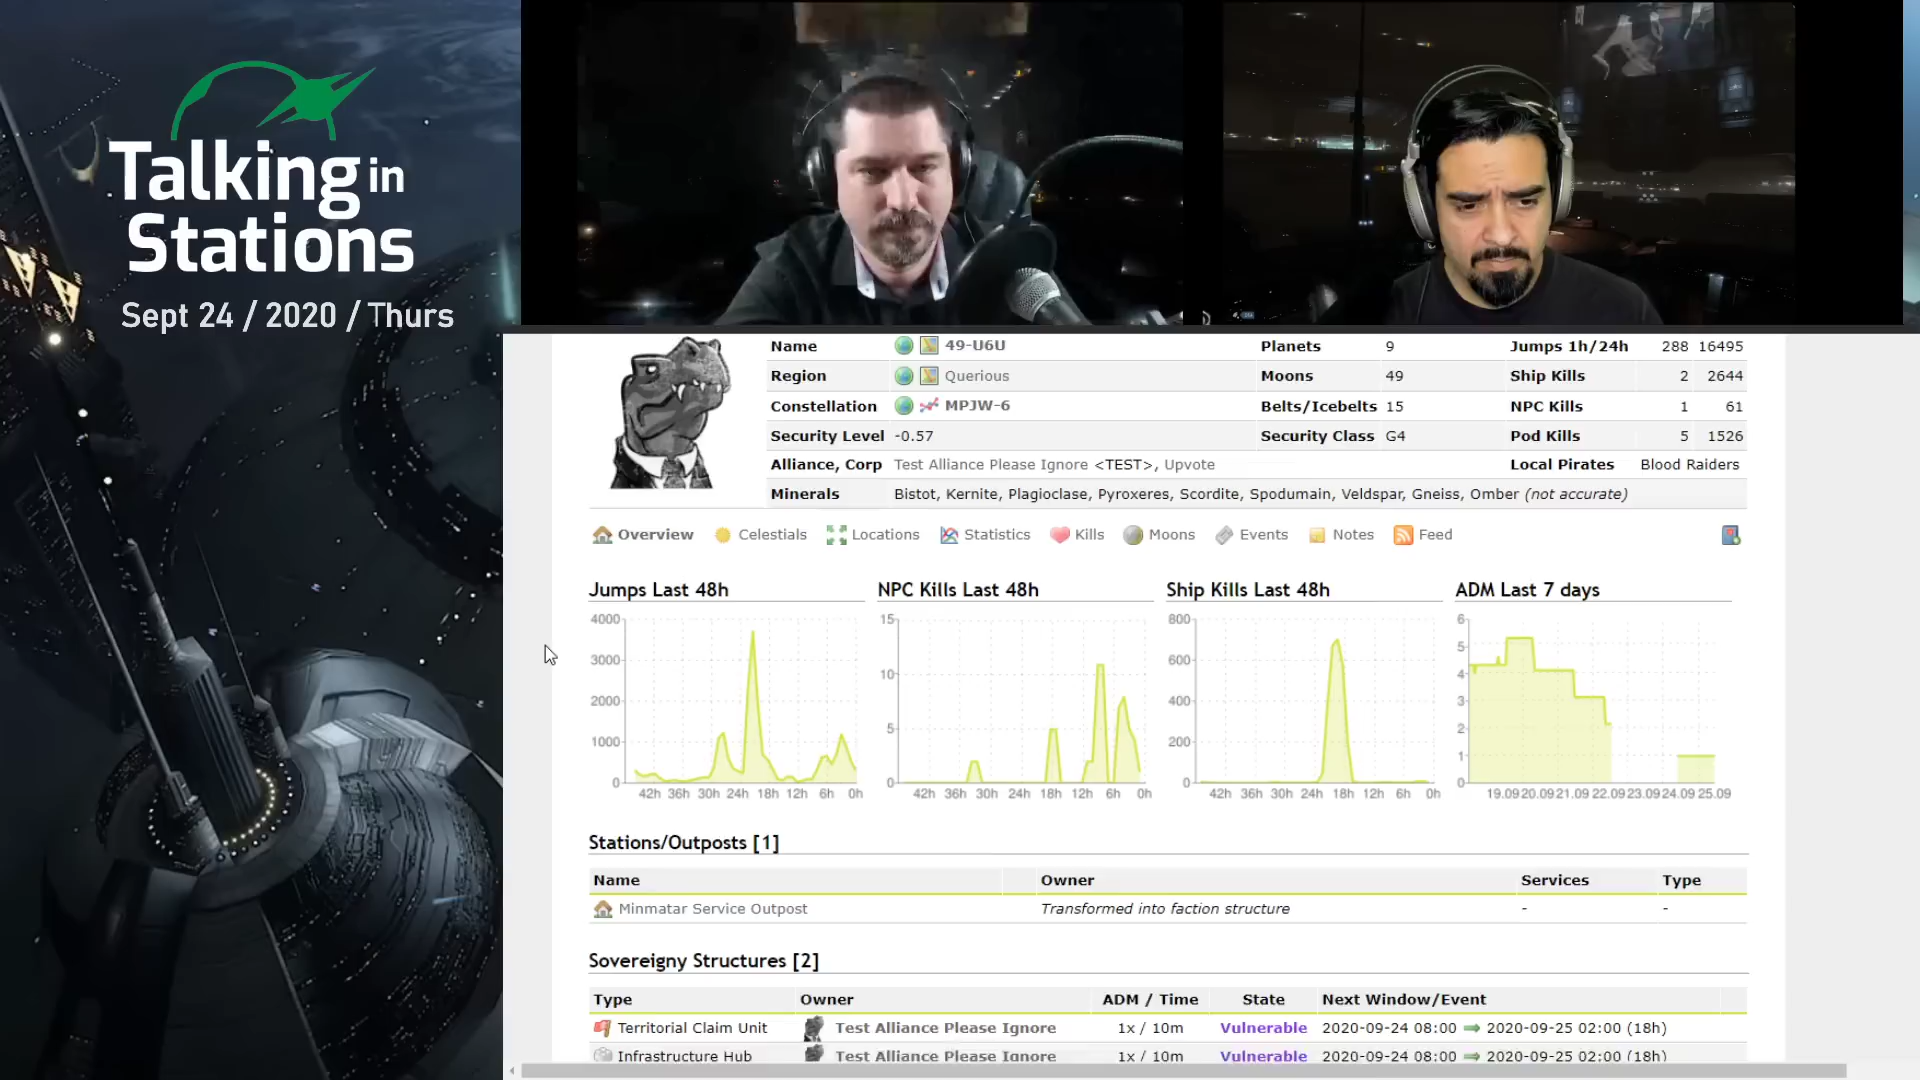 Talking in
Stations
Sept 24 / 2020 / Thurs
Name 49-U6U Planets 9 Jumps 1h/24h 288 16495
Region Querious Moons 49 Ship Kills 2 2644
Constellation MPJW-6 Belts/Icebelts 15 NPC Kills 1 61
Security Level -0.57 Security Class G4 Pod Kills 5 1526
Alliance, Corp Test Alliance Please Ignore <TEST>, Upvote Local Pirates Blood Raiders
Minerals Bistot, Kernite, Plagioclase, Pyroxeres, Scordite, Spodumain, Veldspar, Gneiss, Omber (not accurate)
Overview Celestials Locations Statistics Kills Moons Events Notes Feed
Jumps Last 48h
4000
3000
2000
1000
0
42h 36h 30h 24h 18h 12h 6h 0h
NPC Kills Last 48h
15
10
5
0
42h 36h 30h 24h 18h 12h 6h 0h
Ship Kills Last 48h
800
600
400
200
0
42h 36h 30h 24h 18h 12h 6h 0h
ADM Last 7 days
6
5
4
3
2
1
0
19.09 20.09 21.09 22.09 23.09 24.09 25.09
Stations/Outposts [1]
Name Owner Services Type
Minmatar Service Outpost Transformed into faction structure - -
Sovereigny Structures [2]
Type Owner ADM / Time State Next Window/Event
Territorial Claim Unit Test Alliance Please Ignore 1x / 10m Vulnerable 2020-09-24 08:00 ➡ 2020-09-25 02:00 (18h)
Infrastructure Hub Test Alliance Please Ignore 1x / 10m Vulnerable 2020-09-24 08:00 ➡ 2020-09-25 02:00 (18h)